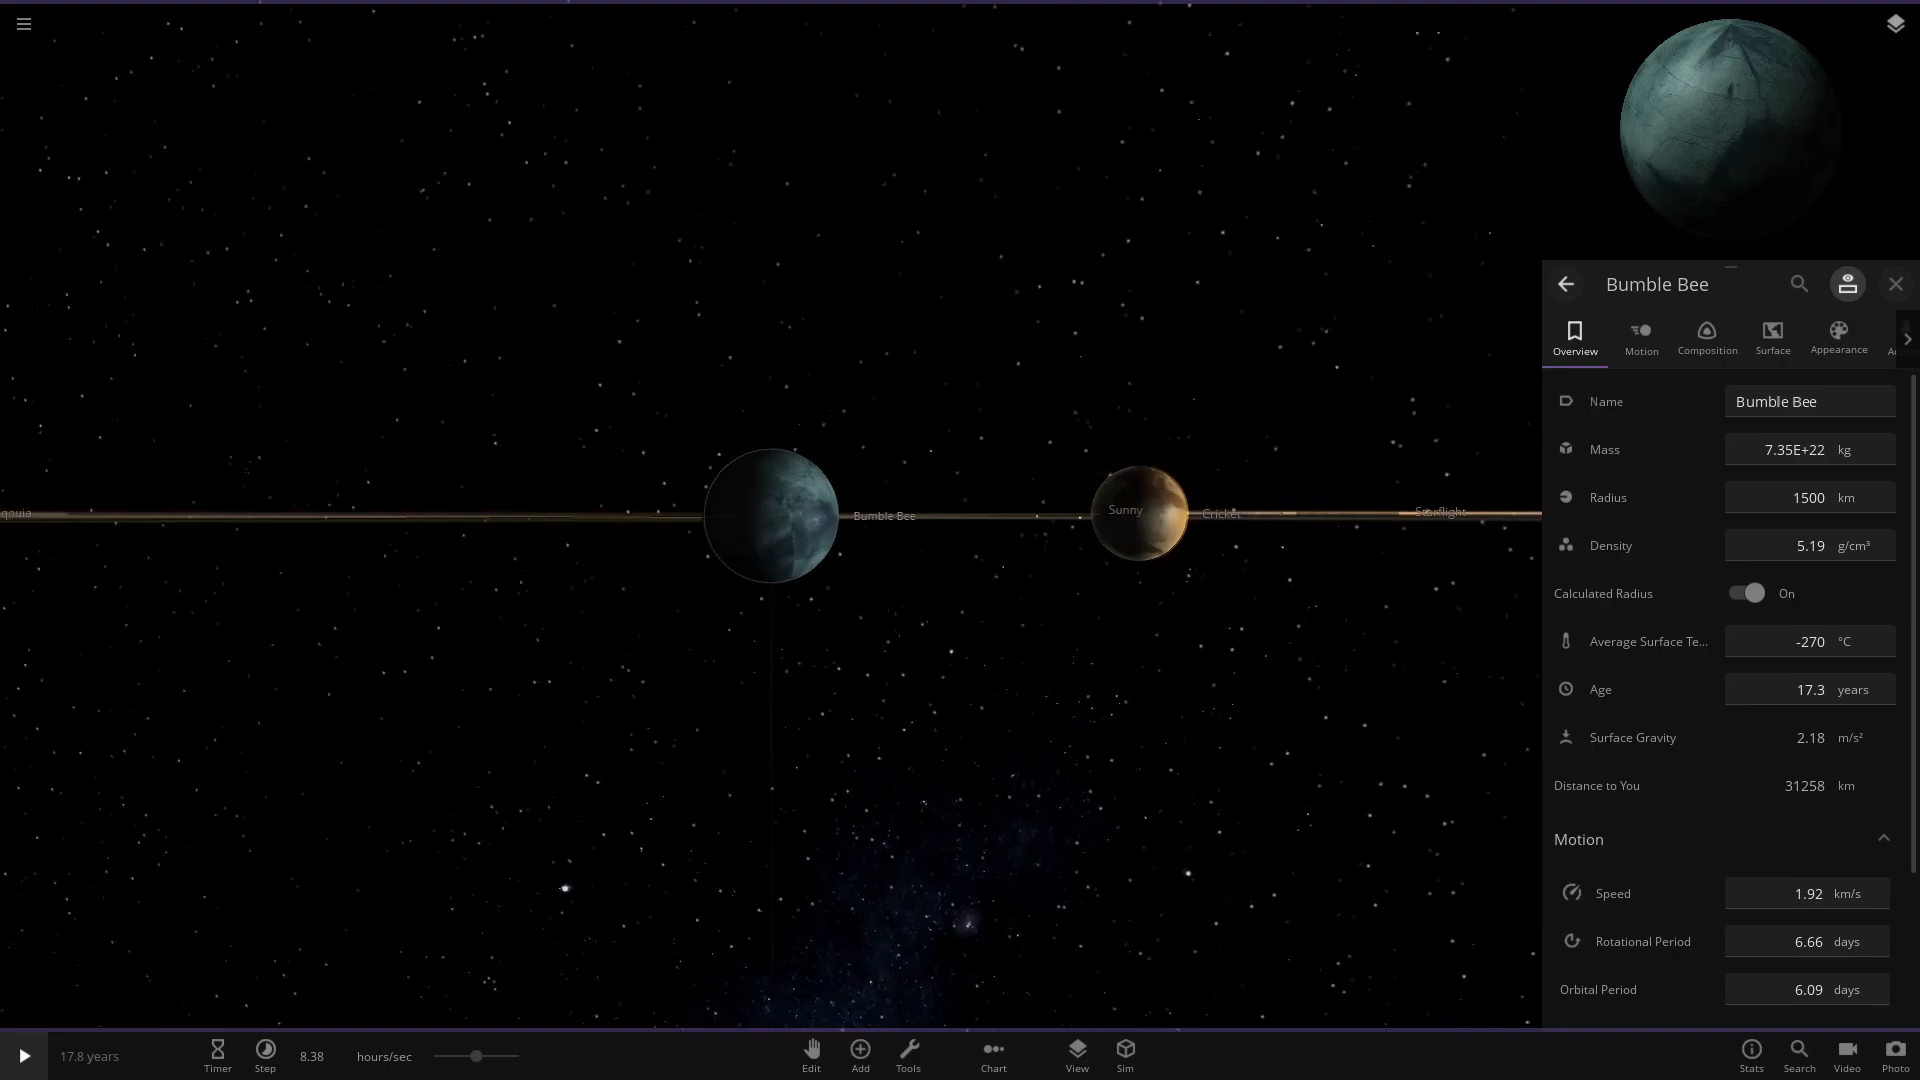 Bumble Bee
Overview
Motion
Composition
Surface
Appearance
Name
Bumble Bee
Mass
7.35E+22 kg
Radius
1500 km
Density
5.19 g/cm³
Calculated Radius
On
Average Surface Te...
-270 °C
Age
17.3 years
Surface Gravity
2.18 m/s²
Distance to You
31258 km
Motion
Speed
1.92 km/s
Rotational Period
6.66 days
Orbital Period
6.09 days
Bumble Bee
Sunny
Cricket
Starflight
17.8 years
Timer
Step
8.38 hours/sec
Edit
Add
Tools
Chart
View
Sim
Stats
Search
Video
Photo